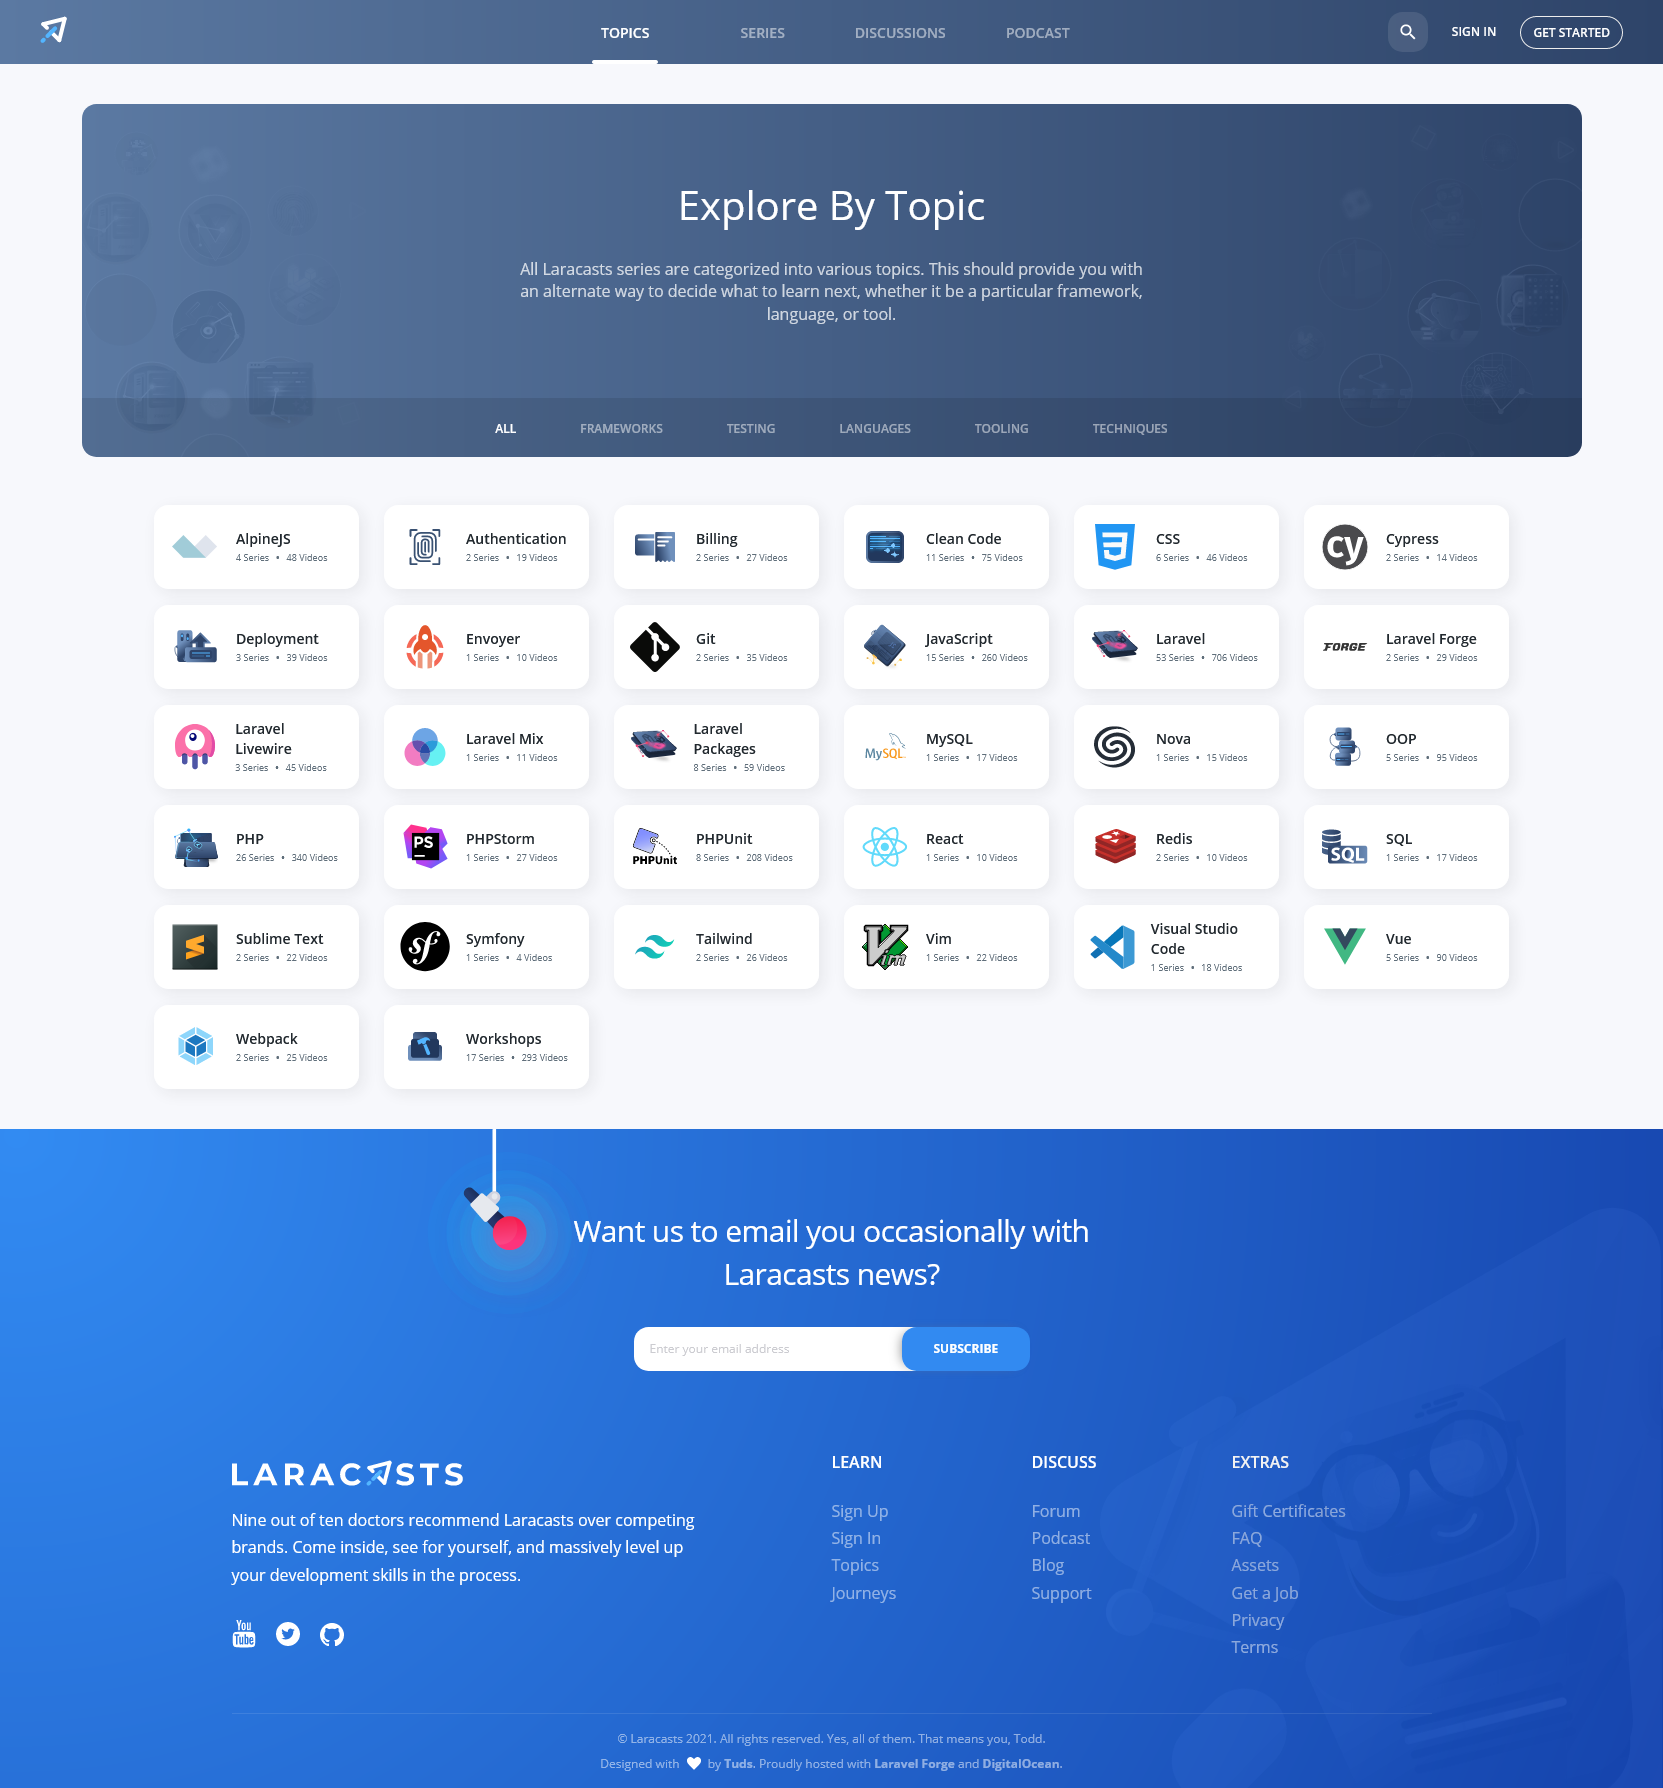 TOPICS SERIES DISCUSSIONS PODCAST SIGN IN GET STARTED
Explore By Topic
All Laracasts series are categorized into various topics. This should provide you with
an alternate way to decide what to learn next, whether it be a particular framework,
language, or tool.
ALL FRAMEWORKS TESTING LANGUAGES TOOLING TECHNIQUES
AlpineJS
4 Series • 48 Videos
Authentication
2 Series • 19 Videos
Billing
2 Series • 27 Videos
Clean Code
11 Series • 75 Videos
CSS
6 Series • 46 Videos
cy
Cypress
2 Series • 14 Videos
Deployment
3 Series • 39 Videos
Envoyer
1 Series • 10 Videos
Git
2 Series • 35 Videos
JavaScript
15 Series • 260 Videos
Laravel
53 Series • 706 Videos
FORGE
Laravel Forge
2 Series • 29 Videos
Laravel
Livewire
3 Series • 45 Videos
Laravel Mix
1 Series • 11 Videos
Laravel
Packages
8 Series • 59 Videos
MySQL
MySQL
1 Series • 17 Videos
Nova
1 Series • 15 Videos
OOP
5 Series • 95 Videos
PHP
26 Series • 340 Videos
PS
PHPStorm
1 Series • 27 Videos
PHPUnit
PHPUnit
8 Series • 208 Videos
React
1 Series • 10 Videos
Redis
2 Series • 10 Videos
SQL
SQL
1 Series • 17 Videos
Sublime Text
2 Series • 22 Videos
sf
Symfony
1 Series • 4 Videos
Tailwind
2 Series • 26 Videos
Vim
Vim
1 Series • 22 Videos
Visual Studio
Code
1 Series • 18 Videos
Vue
5 Series • 90 Videos
Webpack
2 Series • 25 Videos
Workshops
17 Series • 293 Videos
Want us to email you occasionally with
Laracasts news?
Enter your email address SUBSCRIBE
LARACASTS
Nine out of ten doctors recommend Laracasts over competing
brands. Come inside, see for yourself, and massively level up
your development skills in the process.
You
Tube
LEARN
Sign Up
Sign In
Topics
Journeys
DISCUSS
Forum
Podcast
Blog
Support
EXTRAS
Gift Certificates
FAQ
Assets
Get a Job
Privacy
Terms
© Laracasts 2021. All rights reserved. Yes, all of them. That means you, Todd.
Designed with by Tuds. Proudly hosted with Laravel Forge and DigitalOcean.